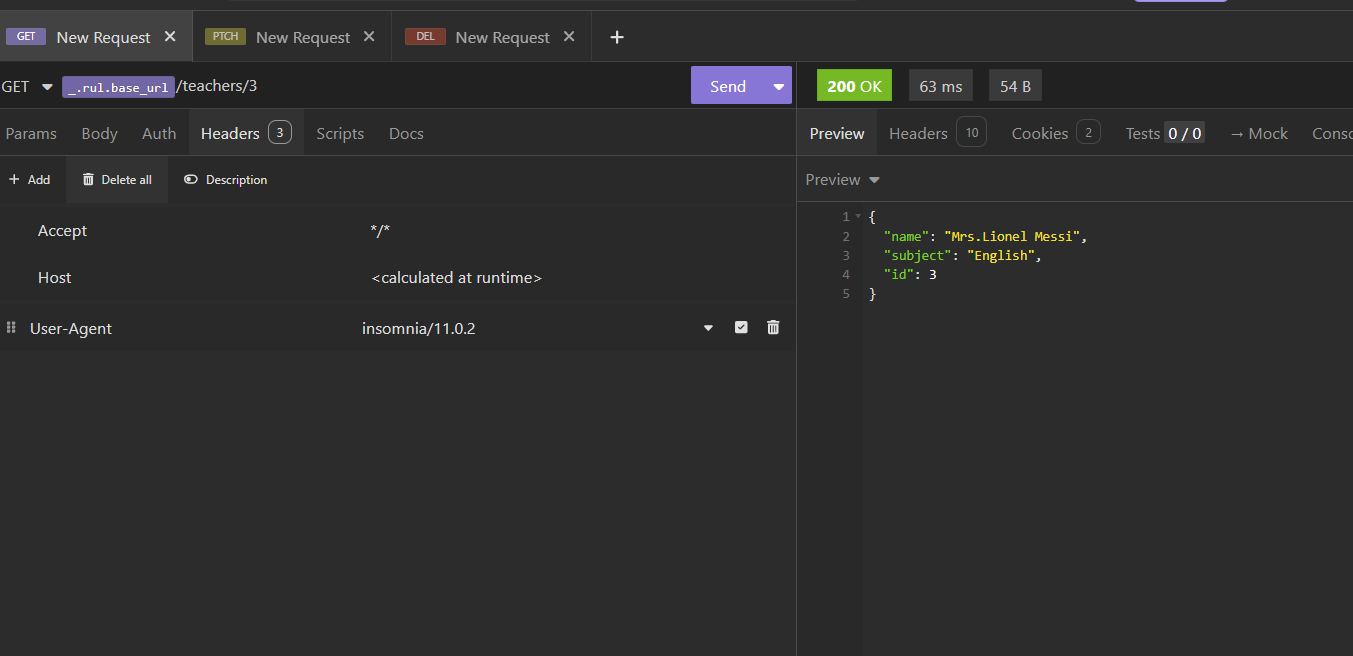 GET New Request PTCH New Request DEL New Request
GET _.rul.base_url /teachers/3 Send 200 OK 63 ms 54 B
Params Body Auth Headers 3 Scripts Docs
Preview Headers 10 Cookies 2 Tests 0 / 0 → Mock Conso
+ Add Delete all Description
Preview
Accept */*
Host <calculated at runtime>
User-Agent insomnia/11.0.2
1 {
2 "name": "Mrs.Lionel Messi",
3 "subject": "English",
4 "id": 3
5 }